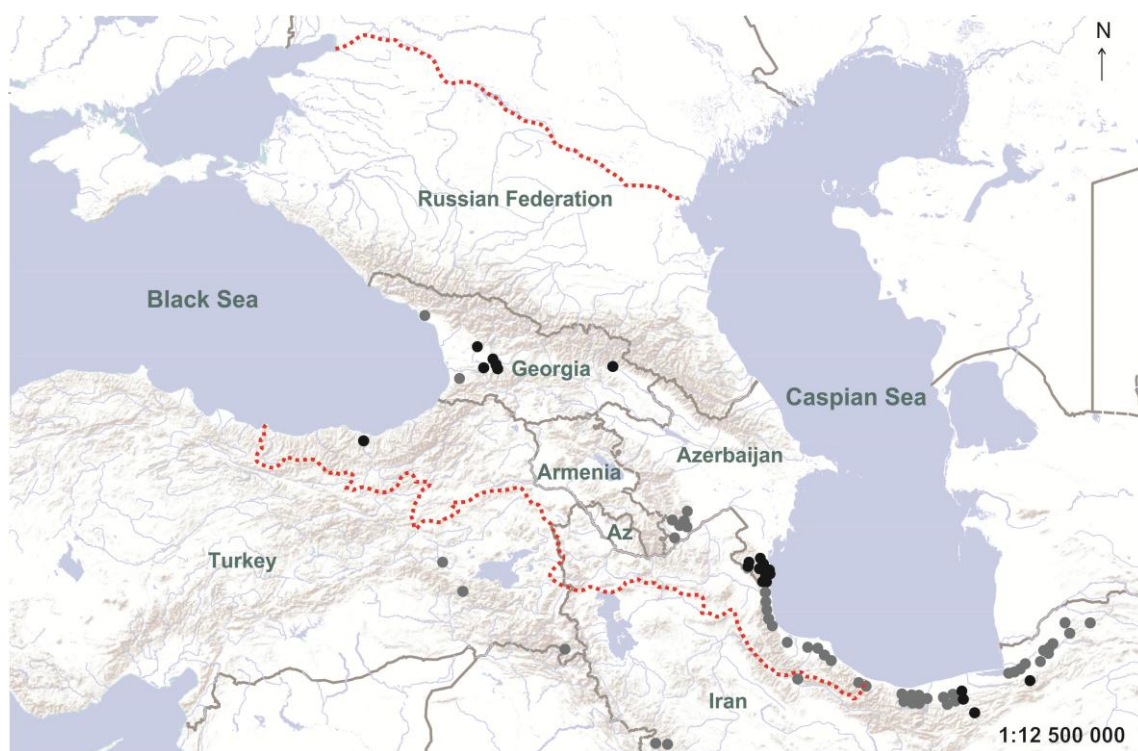 N
Russian Federation
Black Sea
Georgia
Caspian Sea
Armenia
Azerbaijan
Az
Turkey
Iran
1:12 500 000